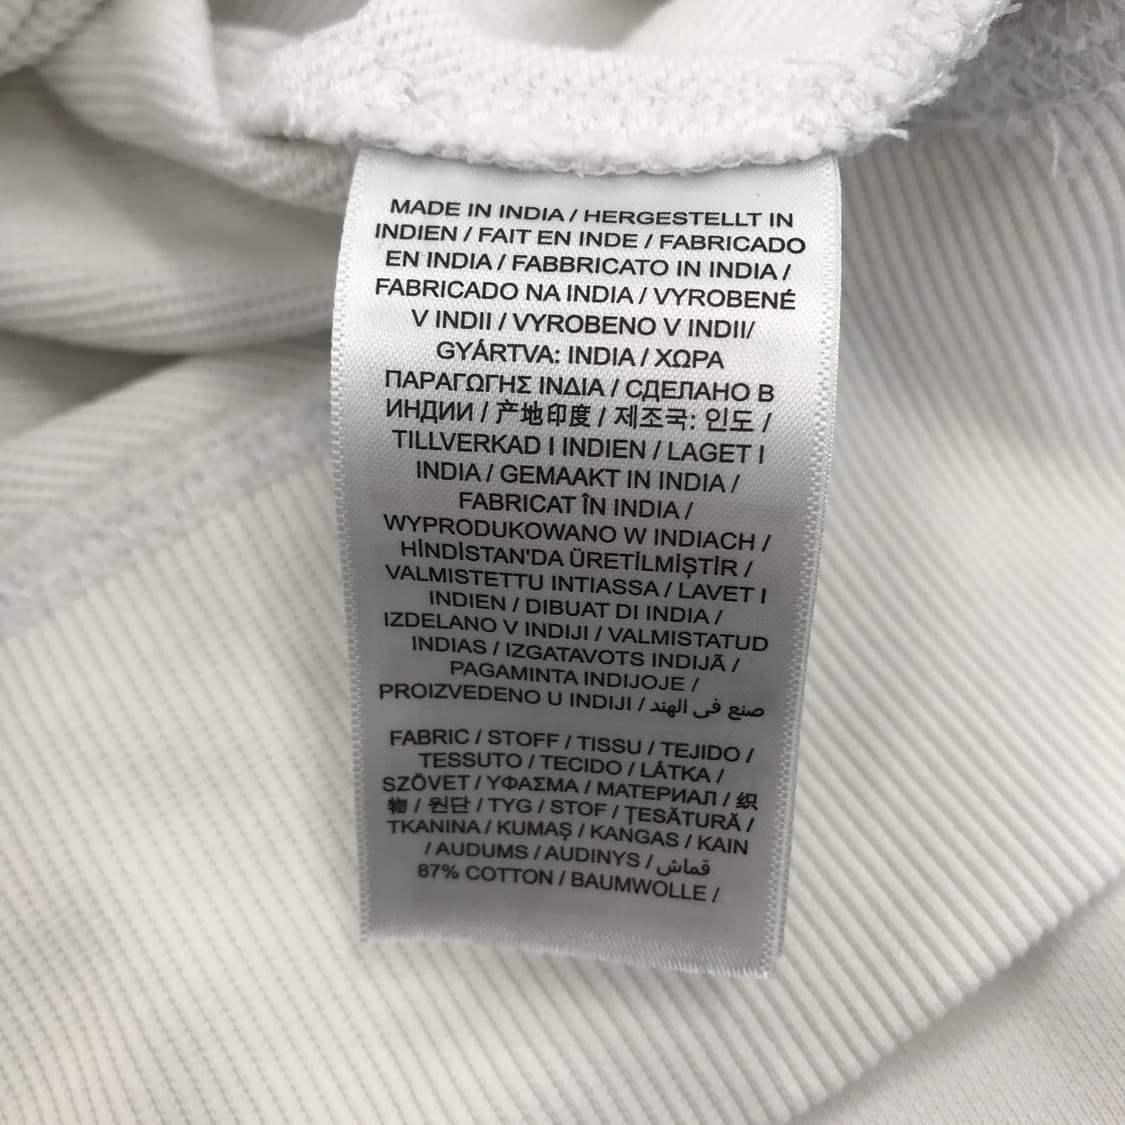 MADE IN INDIA / HERGESTELLT IN
INDIEN / FAIT EN INDE / FABRICADO
EN INDIA / FABBRICATO IN INDIA /
FABRICADO NA INDIA / VYROBENÉ
V INDII / VYROBENO V INDII/
GYÁRTVA: INDIA / ΧΩΡΑ
ΠΑΡΑΓΩΓΗΣ ΙΝΔΙΑ / СДЕЛАНО В
ИНДИИ / 产地印度 / 제조국: 인도 /
TILLVERKAD I INDIEN / LAGET I
INDIA / GEMAAKT IN INDIA /
FABRICAT ÎN INDIA /
WYPRODUKOWANO W INDIACH /
HİNDİSTAN'DA ÜRETİLMİŞTİR /
VALMISTETTU INTIASSA / LAVET I
INDIEN / DIBUAT DI INDIA /
IZDELANO V INDIJI / VALMISTATUD
INDIAS / IZGATAVOTS INDIJĀ /
PAGAMINTA INDIJOJE /
PROIZVEDENO U INDIJI / صنع فى الهند
FABRIC / STOFF / TISSU / TEJIDO /
TESSUTO / TECIDO / LÁTKA /
SZÖVET / ΥΦΑΣΜΑ / МАТЕРИАЛ / 织
物 / 원단 / TYG / STOF / ȚESĂTURĂ /
TKANINA / KUMAŞ / KANGAS / KAIN
/ AUDUMS / AUDINYS / قماش
87% COTTON / BAUMWOLLE /